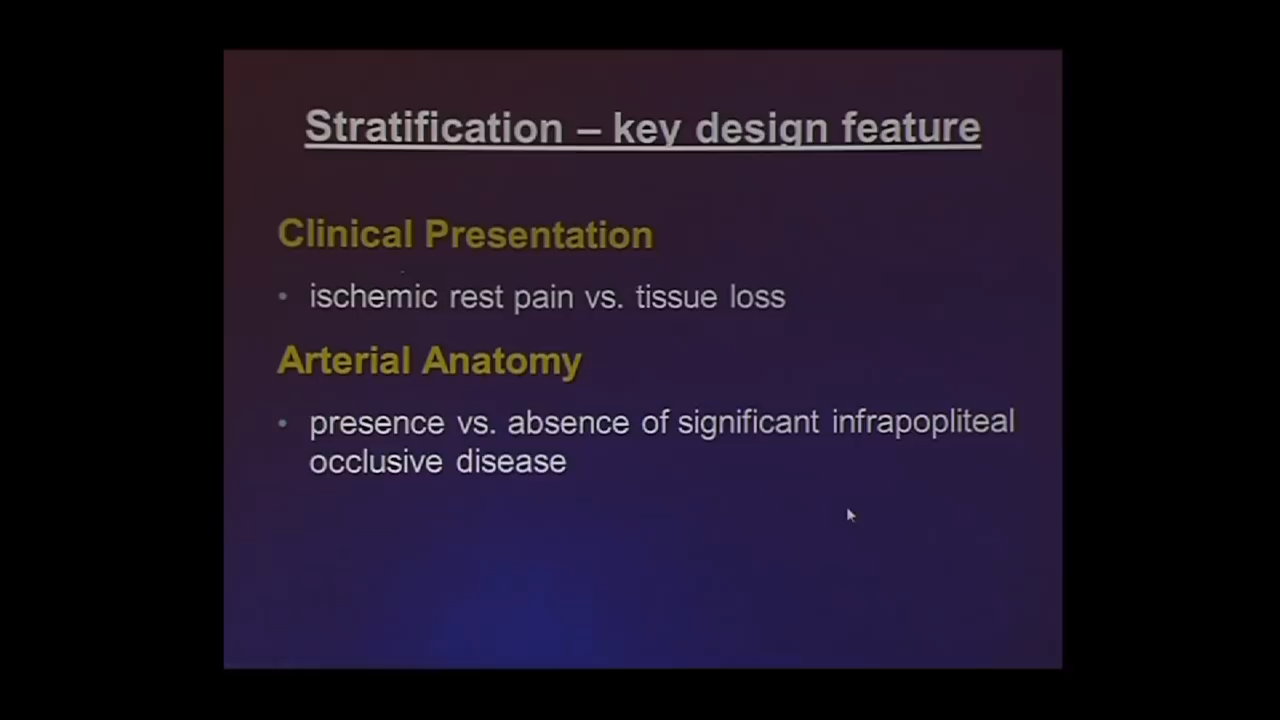 Stratification – key design feature
Clinical Presentation
• ischemic rest pain vs. tissue loss
Arterial Anatomy
• presence vs. absence of significant infrapopliteal
occlusive disease